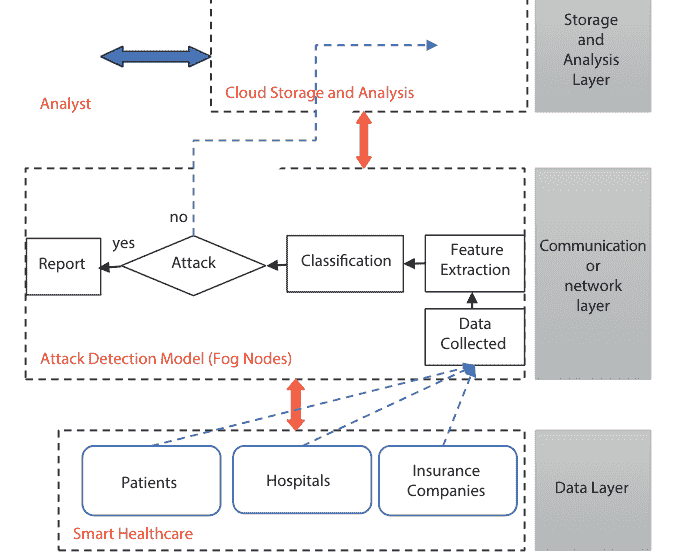 Storage
and
Analysis
Layer
Cloud Storage and Analysis
Analyst
no
yes
Report
Attack
Classification
Feature
Extraction
Communication
or
network
layer
Data
Collected
Attack Detection Model (Fog Nodes)
Patients
Hospitals
Insurance
Companies
Data Layer
Smart Healthcare